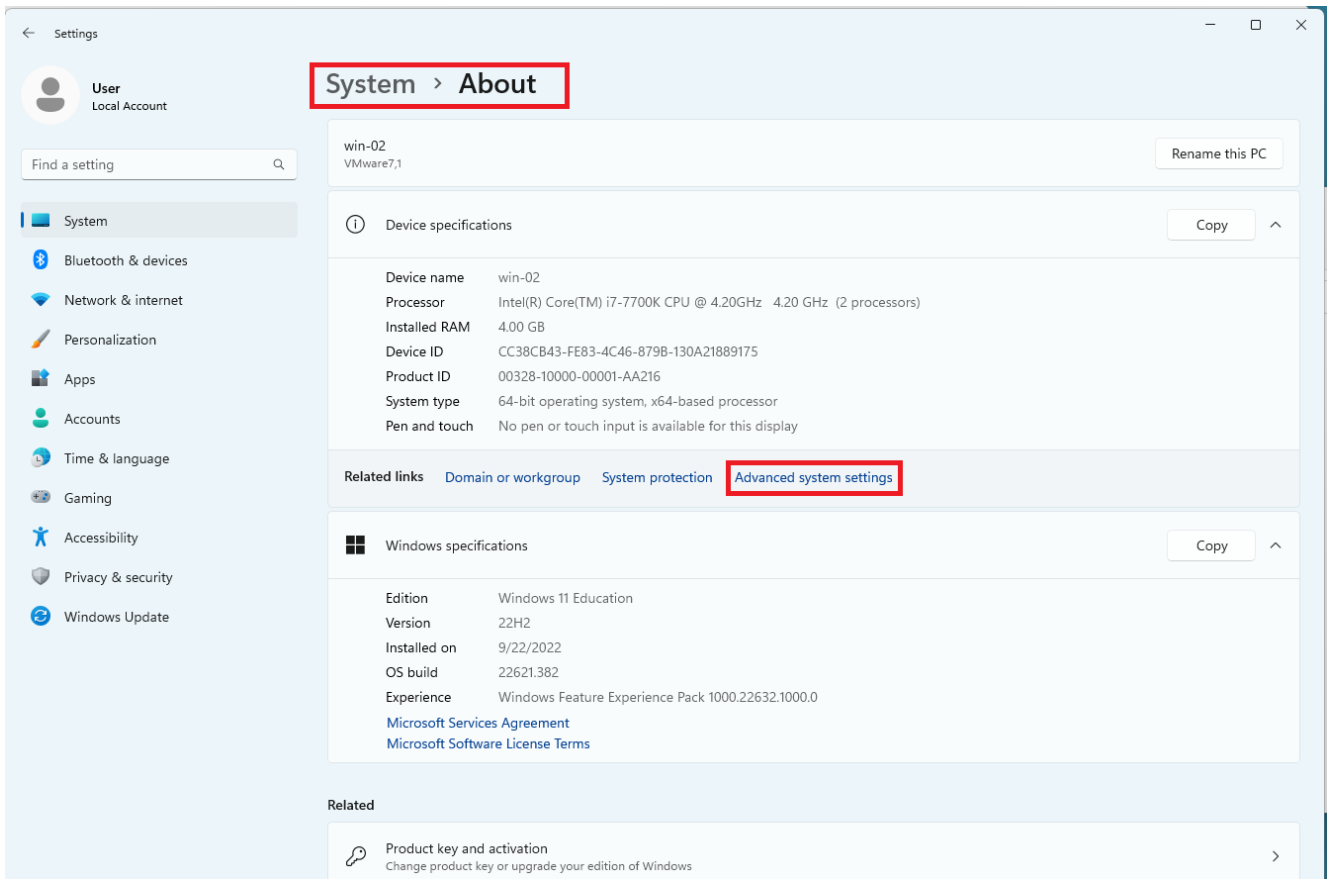 Settings
User
Local Account
Find a setting
System
Bluetooth & devices
Network & internet
Personalization
Apps
Accounts
Time & language
Gaming
Accessibility
Privacy & security
Windows Update
System > About
win-02
VMware7,1
Rename this PC
Device specifications
Copy
Device name win-02
Processor Intel(R) Core(TM) i7-7700K CPU @ 4.20GHz 4.20 GHz (2 processors)
Installed RAM 4.00 GB
Device ID CC38CB43-FE83-4C46-879B-130A21889175
Product ID 00328-10000-00001-AA216
System type 64-bit operating system, x64-based processor
Pen and touch No pen or touch input is available for this display
Related links Domain or workgroup System protection Advanced system settings
Windows specifications
Copy
Edition Windows 11 Education
Version 22H2
Installed on 9/22/2022
OS build 22621.382
Experience Windows Feature Experience Pack 1000.22632.1000.0
Microsoft Services Agreement
Microsoft Software License Terms
Related
Product key and activation
Change product key or upgrade your edition of Windows